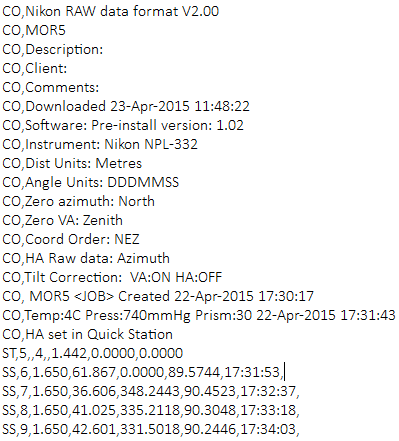 CO,Nikon RAW data format V2.00
CO,MOR5
CO,Description:
CO,Client:
CO,Comments:
CO,Downloaded 23-Apr-2015 11:48:22
CO,Software: Pre-install version: 1.02
CO,Instrument: Nikon NPL-332
CO,Dist Units: Metres
CO,Angle Units: DDDMMSS
CO,Zero azimuth: North
CO,Zero VA: Zenith
CO,Coord Order: NEZ
CO,HA Raw data: Azimuth
CO,Tilt Correction:  VA:ON HA:OFF
CO, MOR5 <JOB> Created 22-Apr-2015 17:30:17
CO,Temp:4C Press:740mmHg Prism:30 22-Apr-2015 17:31:43
CO,HA set in Quick Station
ST,5,,4,,1.442,0.0000,0.0000
SS,6,1.650,61.867,0.0000,89.5744,17:31:53,
SS,7,1.650,36.606,348.2443,90.4523,17:32:37,
SS,8,1.650,41.025,335.2118,90.3048,17:33:18,
SS,9,1.650,42.601,331.5018,90.2446,17:34:03,